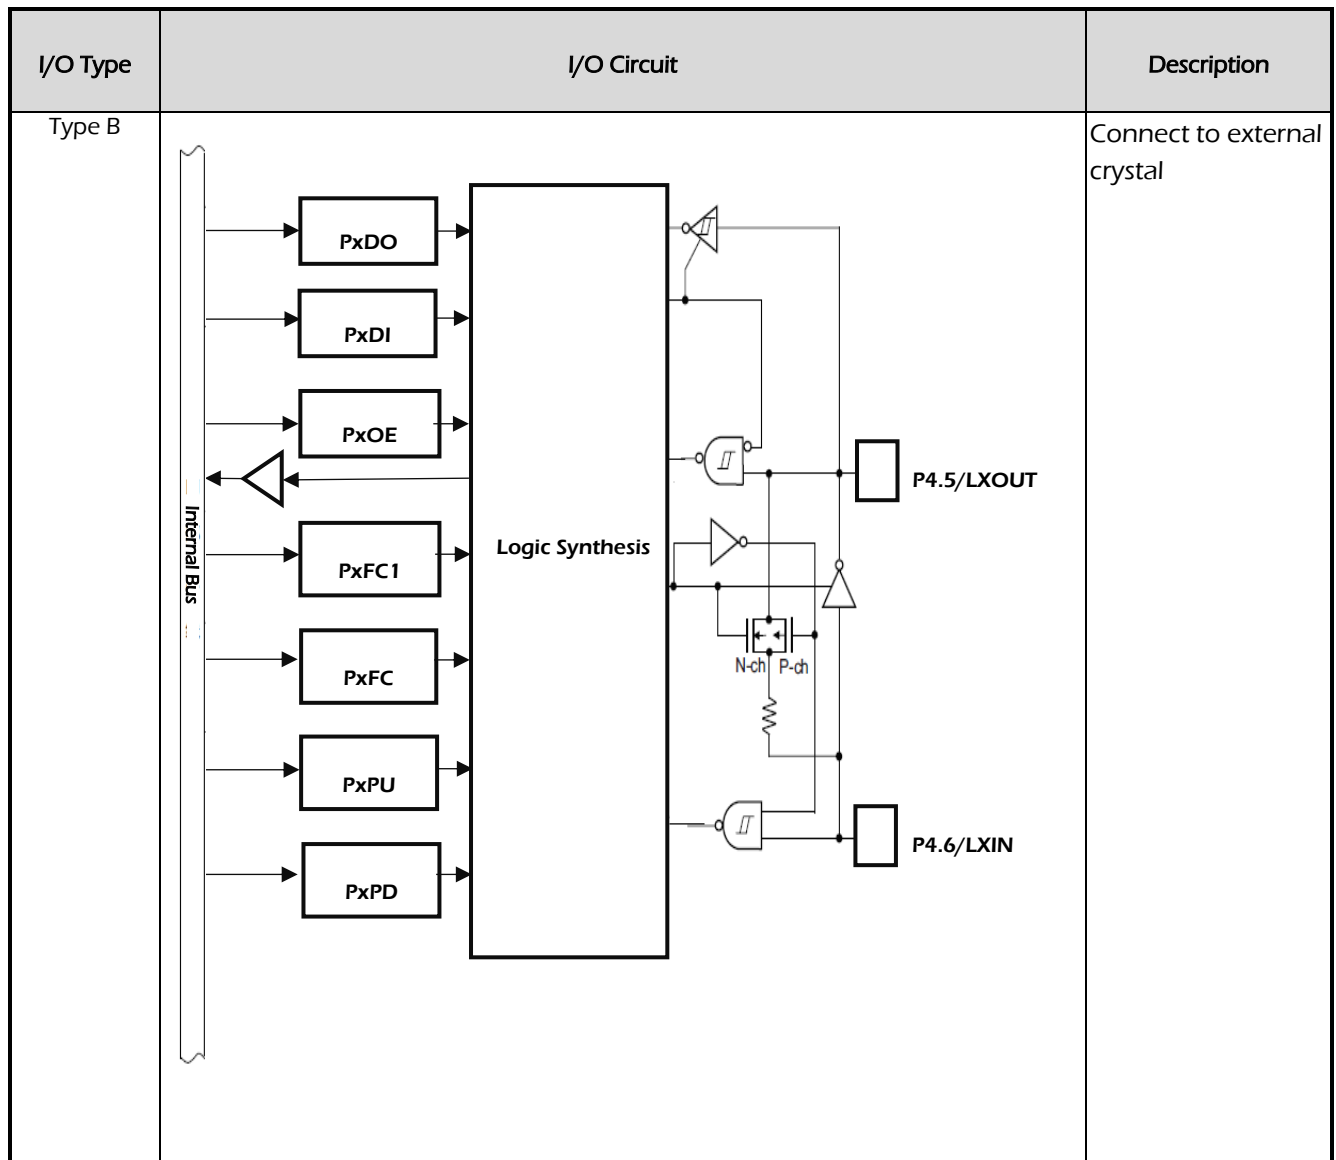 I/O Type
I/O Circuit
Description
Type B
Connect to external
crystal
PxDO
PxDI
PxOE
P4.5/LXOUT
Internal Bus
Logic Synthesis
PxFC1
N-ch
P-ch
PxFC
PxPU
P4.6/LXIN
PxPD